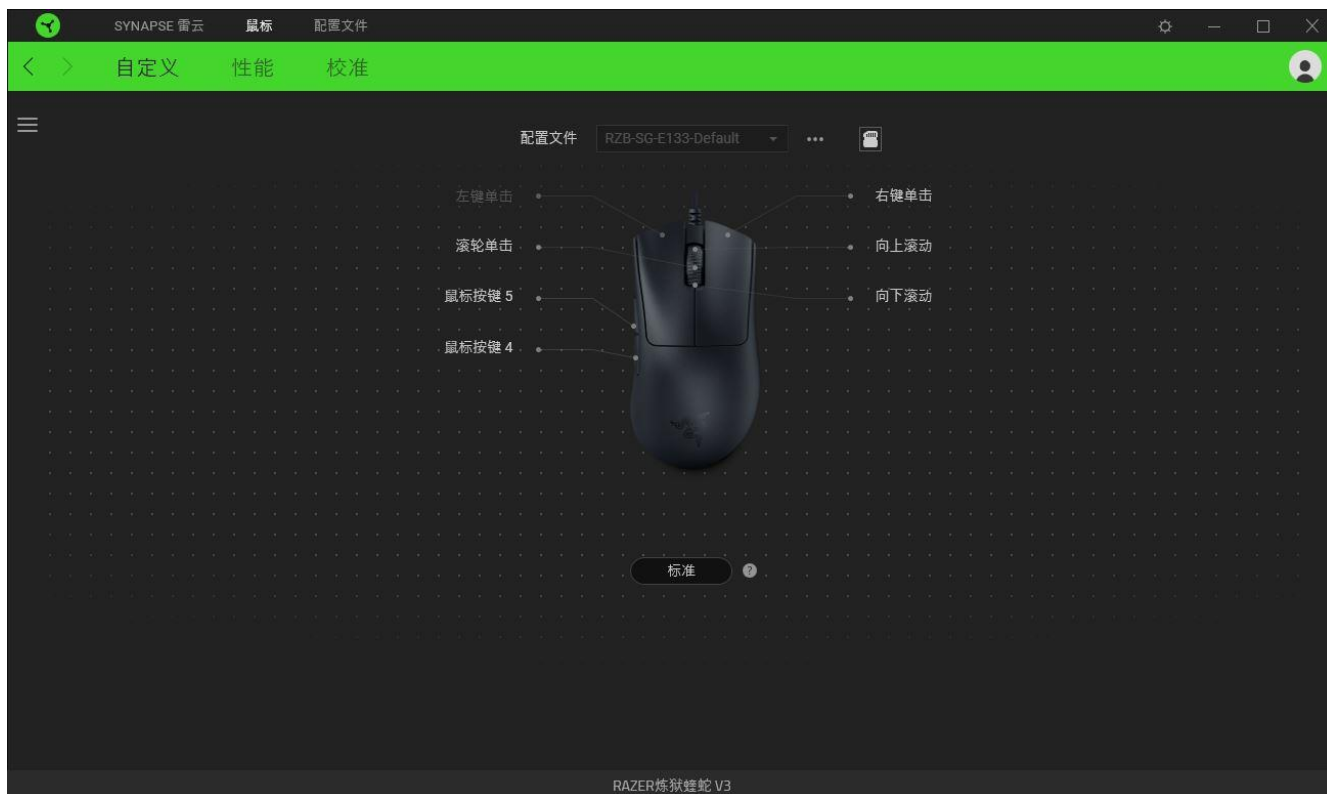 SYNAPSE 雷云 鼠标 配置文件
自定义 性能 校准
配置文件 RZB-SG-E133-Default
左键单击 右键单击
滚轮单击 向上滚动
鼠标按键 5 向下滚动
鼠标按键 4
标准 ?
RAZER炼狱蝰蛇 V3